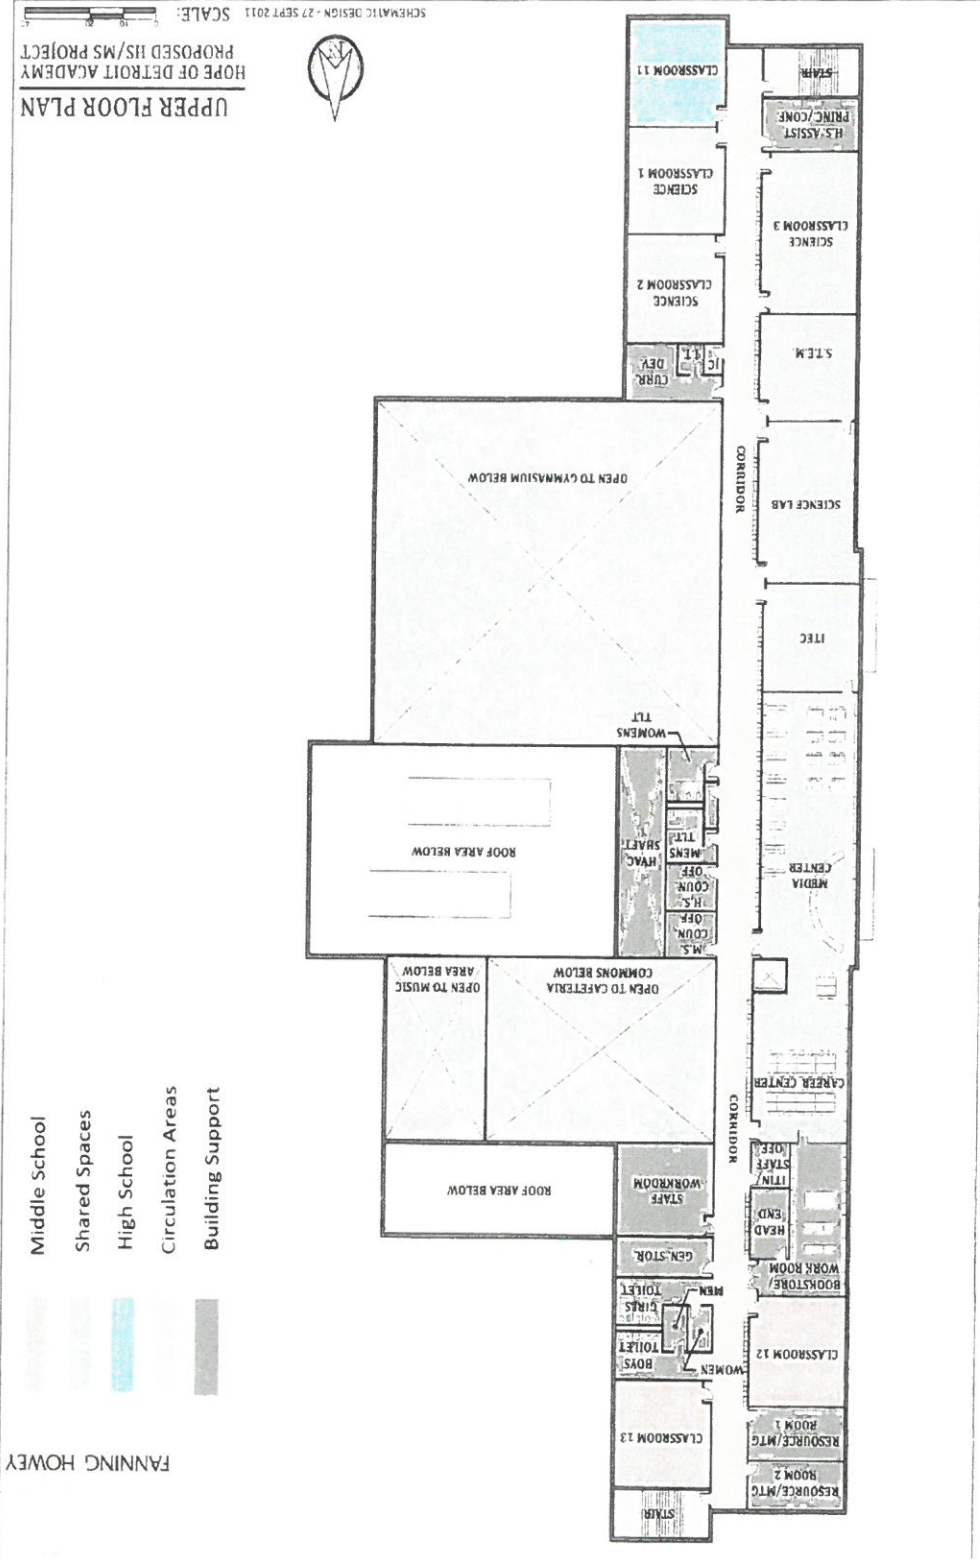 UPPER FLOOR PLAN
HOPE OF DETROIT ACADEMY
PROPOSED HS/MS PROJECT
SCHEMATIC DESIGN - 27 SEPT 2011 SCALE:
N
FANNING HOWEY
Middle School
Shared Spaces
High School
Circulation Areas
Building Support
STAIR
RESOURCE/MTG
ROOM 2
RESOURCE/MTG
ROOM 1
CLASSROOM 13
CLASSROOM 12
WOMEN
BOYS
TOILET
GIRLS
TOILET
MEN
BOOKSTORE/
WORK ROOM
GEN. STOR.
HEAD
END
ITIN
STAFF
OFF.
STAFF
WORKROOM
ROOF AREA BELOW
CORRIDOR
CAREER CENTER
OPEN TO CAFETERIA
COMMONS BELOW
OPEN TO MUSIC
AREA BELOW
M.S.
COUN.
OFF
H.S.
COUN
OFF
MENS
TLT
HVAC
SHAFT
ROOF AREA BELOW
MEDIA
CENTER
WOMENS
TLT
ITEC
OPEN TO GYMNASIUM BELOW
CORRIDOR
SCIENCE LAB
S.T.E.M.
CURR.
DEV.
I.T.
JC
SCIENCE
CLASSROOM 2
SCIENCE
CLASSROOM 3
SCIENCE
CLASSROOM 1
H.S. ASSIST.
PRINC/CONF.
CLASSROOM 11
STAIR